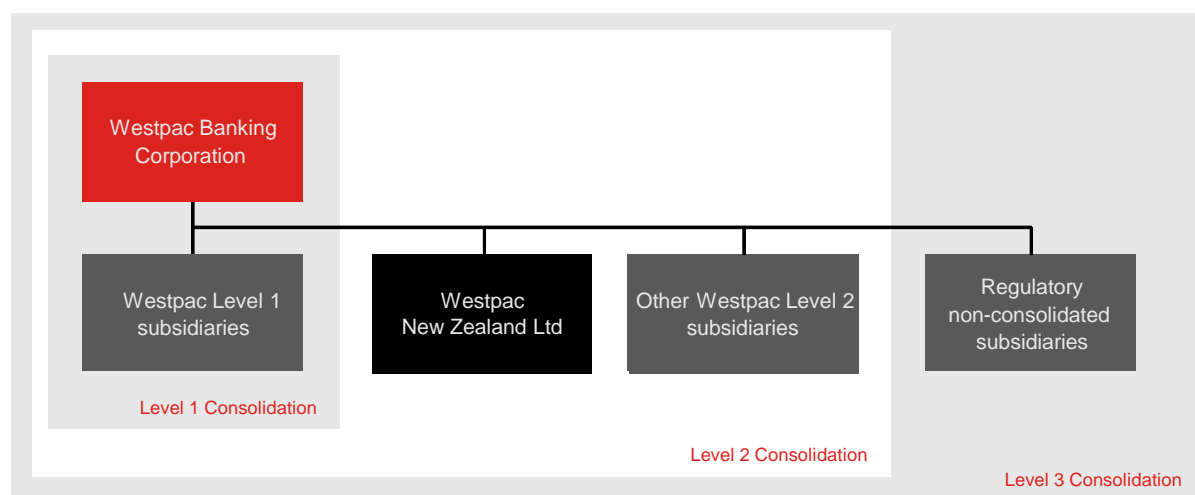 Westpac Banking
Corporation
Westpac Level 1
subsidiaries
Westpac
New Zealand Ltd
Other Westpac Level 2
subsidiaries
Regulatory
non-consolidated
subsidiaries
Level 1 Consolidation
Level 2 Consolidation
Level 3 Consolidation